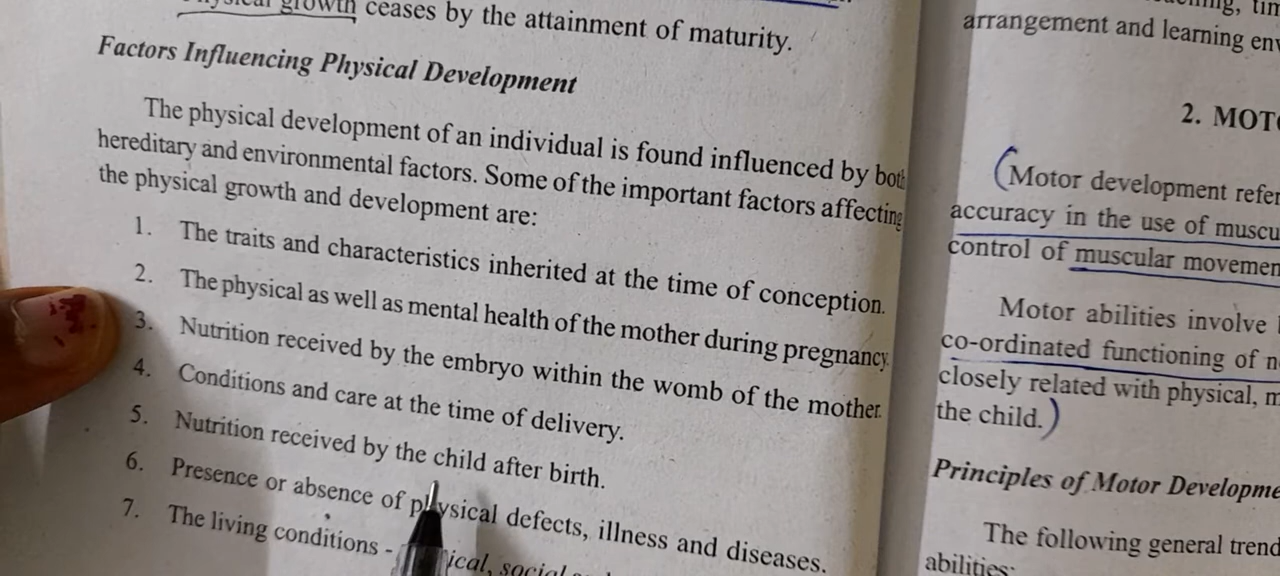 growth ceases by the attainment of maturity.
Factors Influencing Physical Development
The physical development of an individual is found influenced by both
hereditary and environmental factors. Some of the important factors affecting
the physical growth and development are:
1. The traits and characteristics inherited at the time of conception.
2. The physical as well as mental health of the mother during pregnancy.
3. Nutrition received by the embryo within the womb of the mother.
4. Conditions and care at the time of delivery.
5. Nutrition received by the child after birth.
6. Presence or absence of physical defects, illness and diseases.
7. The living conditions - social
arrangement and learning
2.
(Motor development
accuracy in the use of
control of muscular
Motor abilities involve
co-ordinated functioning of
closely related with physical,
the child.)
Principles of Motor
The following general
abilities: